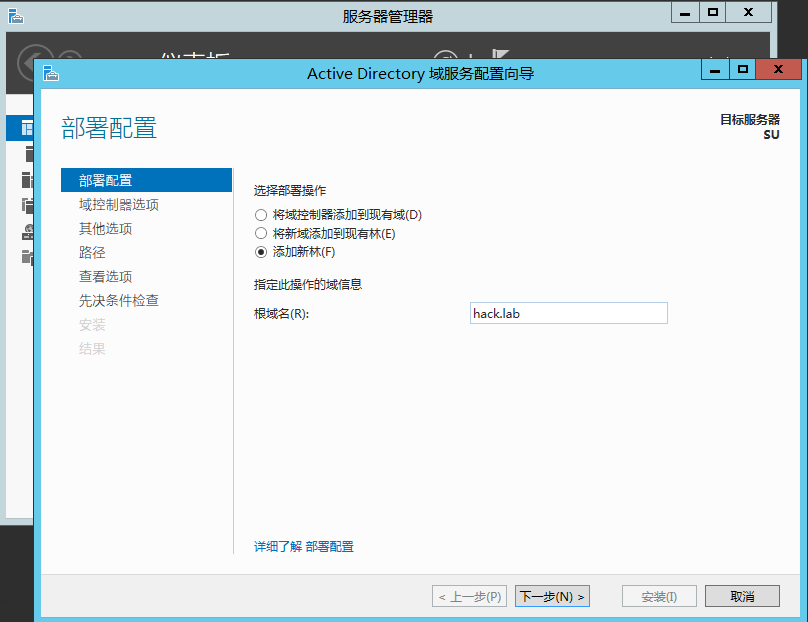 服务器管理器
Active Directory 域服务配置向导
部署配置
目标服务器
SU
部署配置
域控制器选项
其他选项
路径
查看选项
先决条件检查
安装
结果
选择部署操作
将域控制器添加到现有域(D)
将新域添加到现有林(E)
添加新林(F)
指定此操作的域信息
根域名(R):
hack.lab
详细了解 部署配置
< 上一步(P)
下一步(N) >
安装(I)
取消